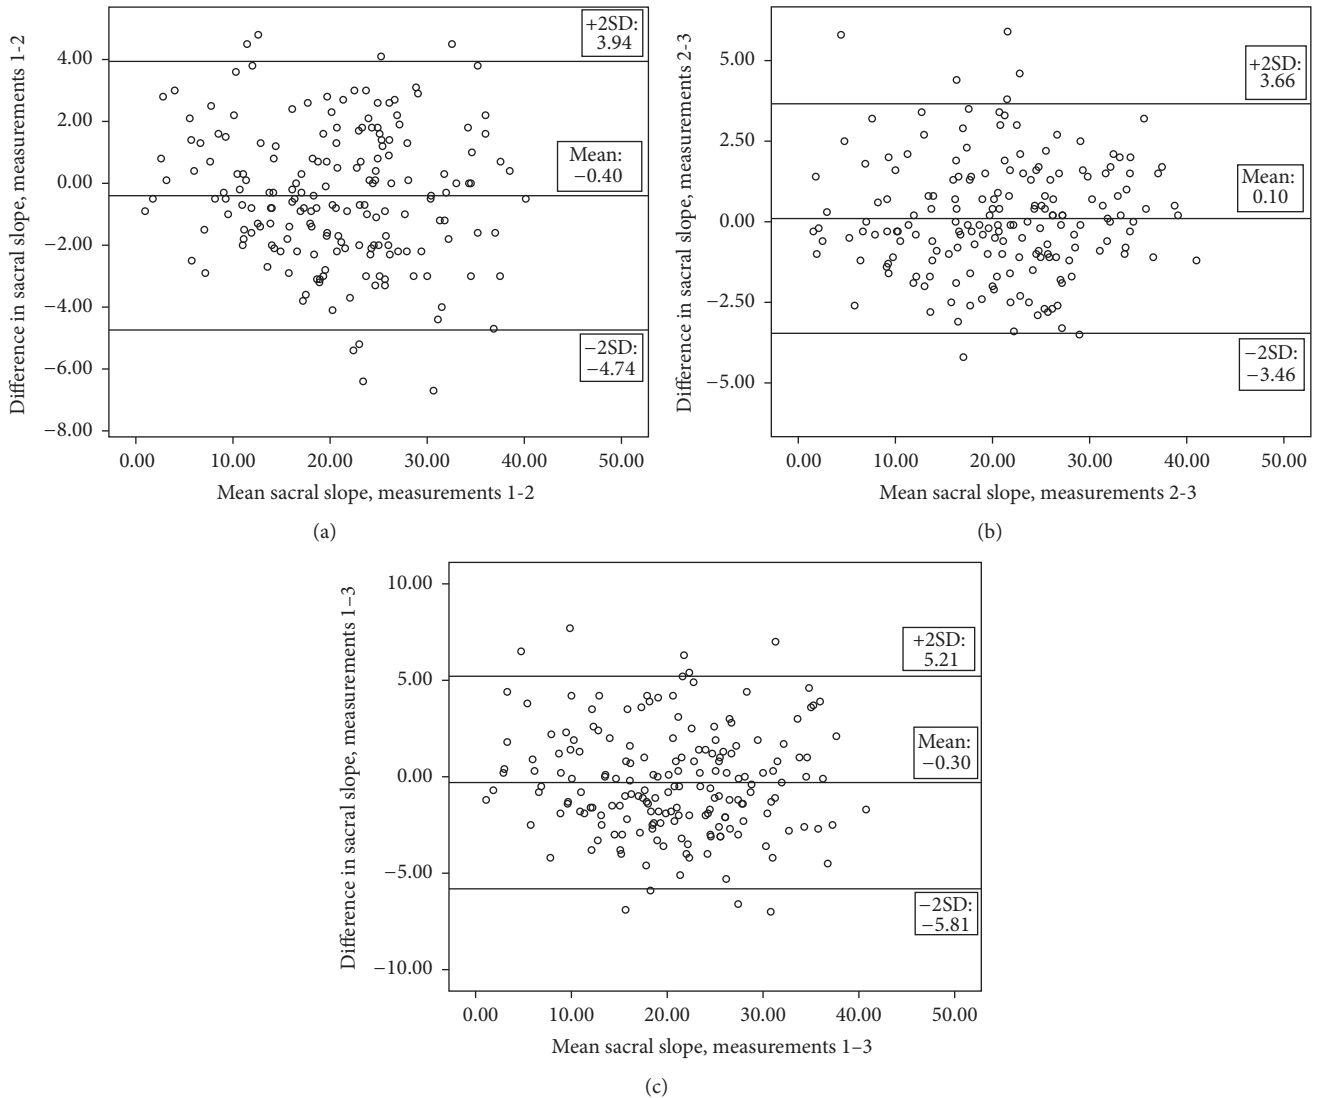 Difference in sacral slope, measurements 1-2
4.00
2.00
0.00
−2.00
−4.00
−6.00
−8.00
+2SD:
3.94
Mean:
−0.40
−2SD:
−4.74
0.00 10.00 20.00 30.00 40.00 50.00
Mean sacral slope, measurements 1-2
(a)
Difference in sacral slope, measurements 2-3
5.00
2.50
0.00
−2.50
−5.00
+2SD:
3.66
Mean:
0.10
−2SD:
−3.46
0.00 10.00 20.00 30.00 40.00 50.00
Mean sacral slope, measurements 2-3
(b)
Difference in sacral slope, measurements 1–3
10.00
5.00
0.00
−5.00
−10.00
+2SD:
5.21
Mean:
−0.30
−2SD:
−5.81
0.00 10.00 20.00 30.00 40.00 50.00
Mean sacral slope, measurements 1–3
(c)